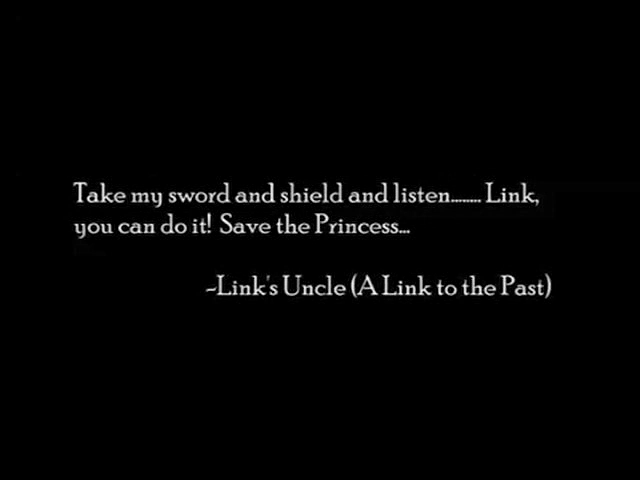 Take my sword and shield and listen........ Link,
you can do it! Save the Princess...
~Link's Uncle (A Link to the Past)